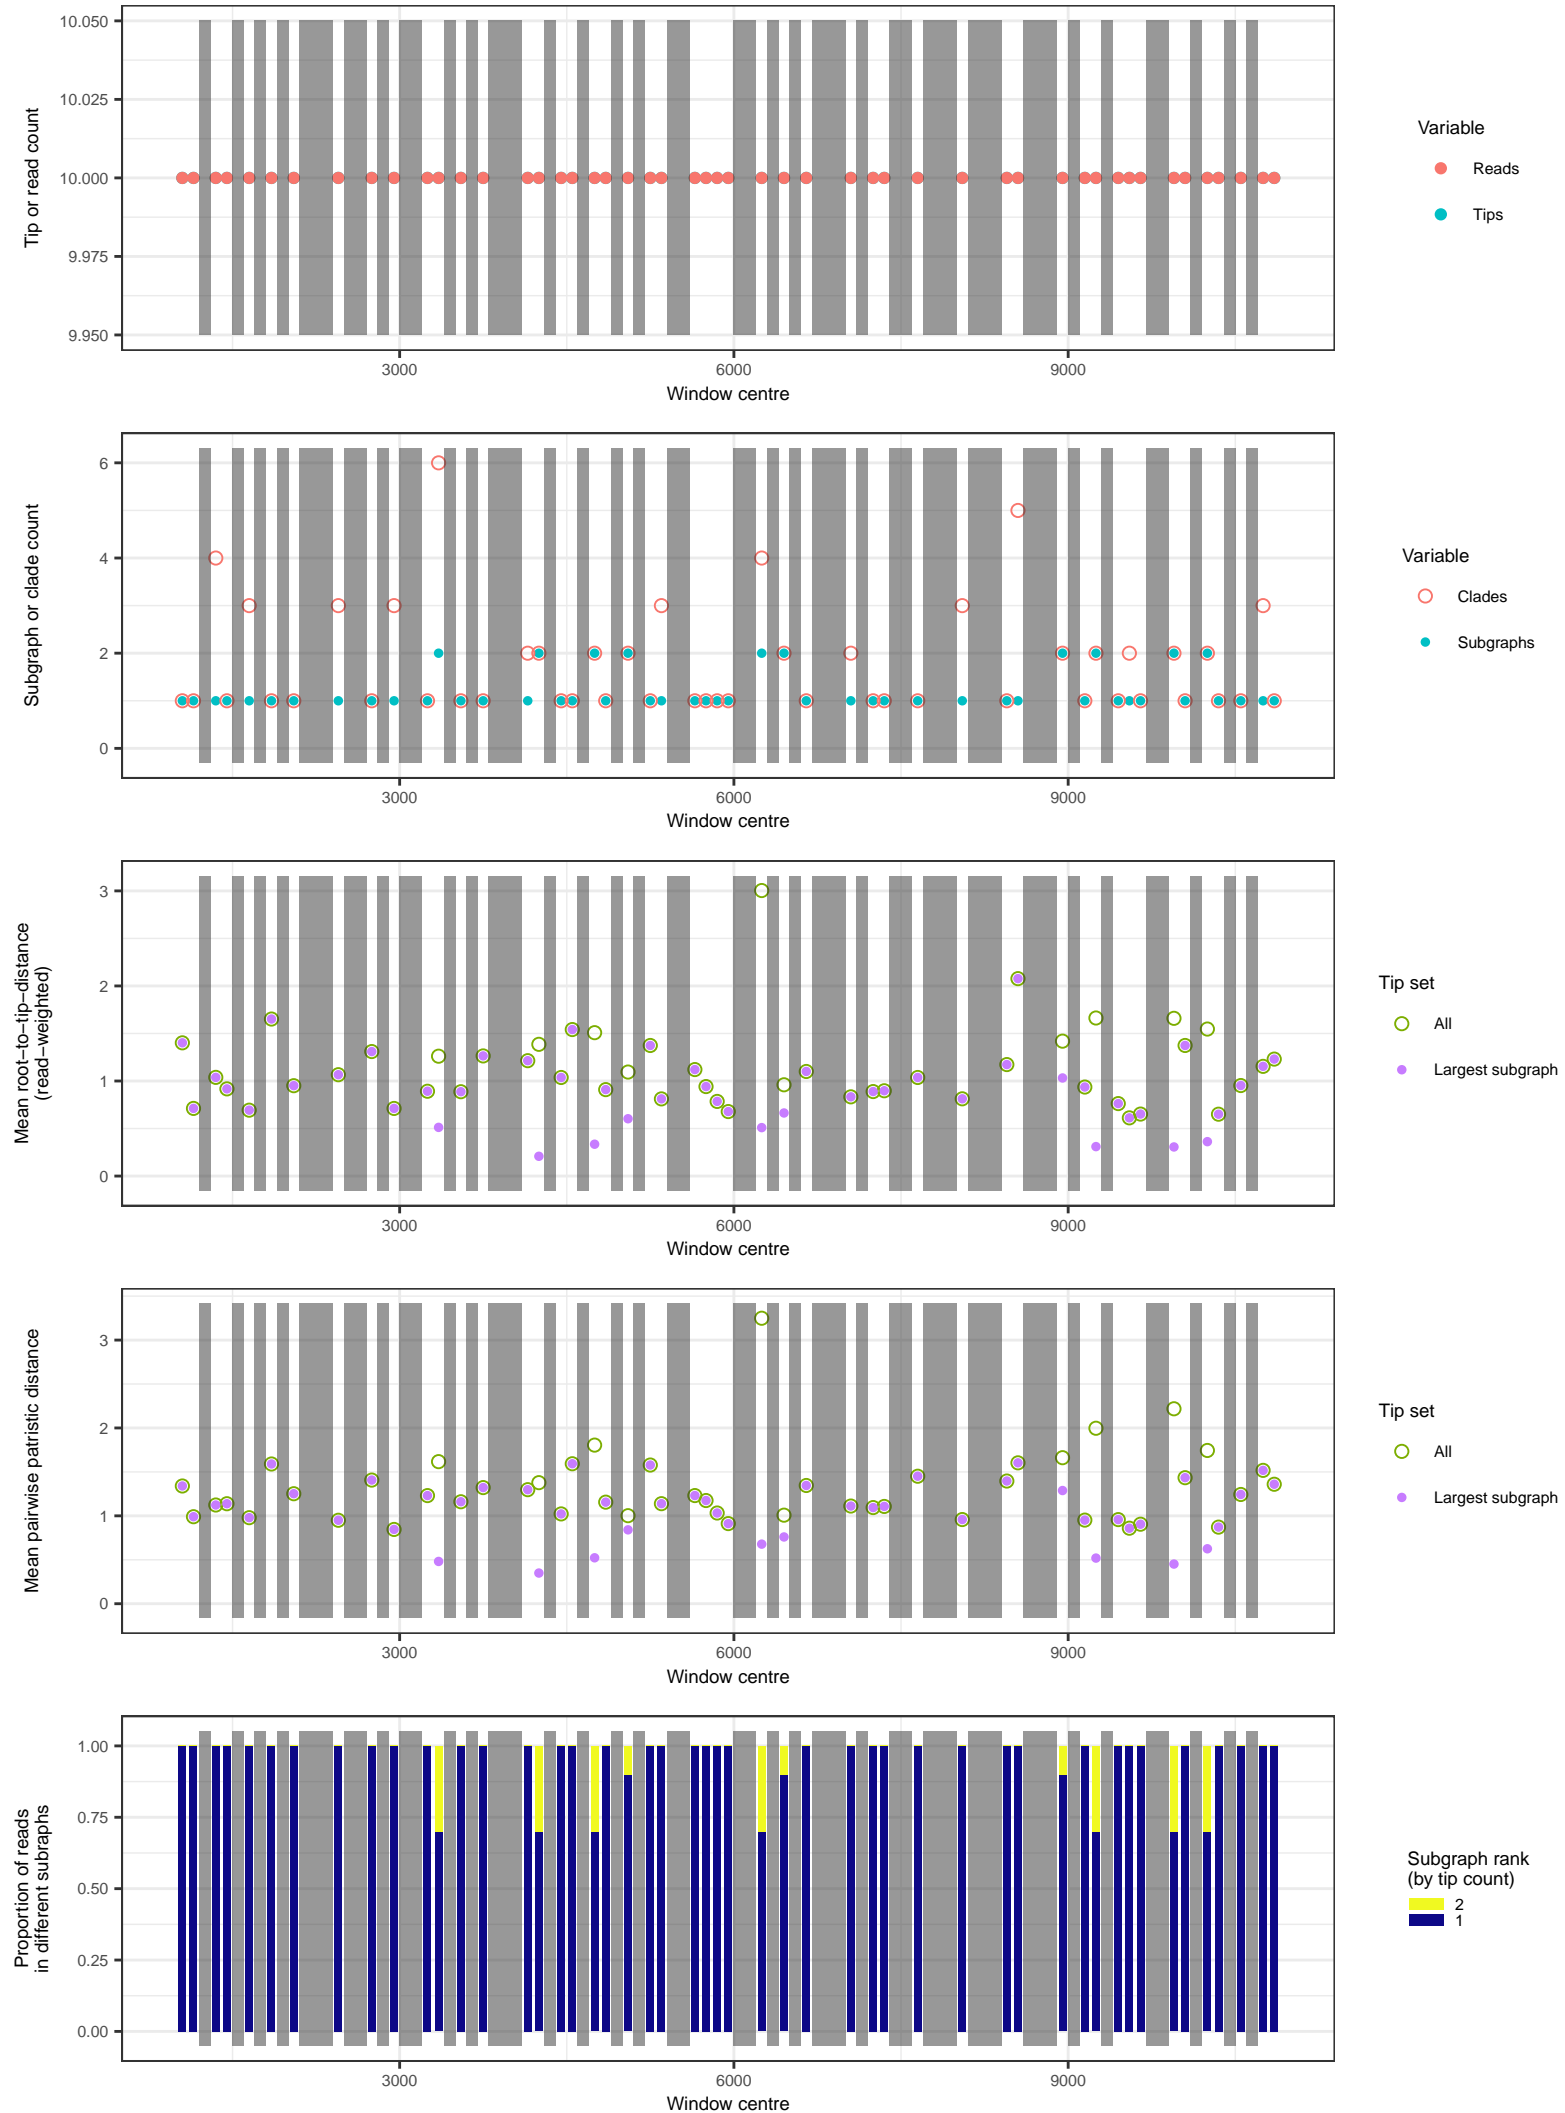 10.050
10.025
10.000
9.975
9.950
Tip or read count
3000 6000 9000
Window centre
Variable
Reads
Tips
6
4
2
0
Subgraph or clade count
3000 6000 9000
Window centre
Variable
Clades
Subgraphs
3
2
1
0
Mean root−to−tip−distance
(read−weighted)
3000 6000 9000
Window centre
Tip set
All
Largest subgraph
3
2
1
0
Mean pairwise patristic distance
3000 6000 9000
Window centre
Tip set
All
Largest subgraph
1.00
0.75
0.50
0.25
0.00
Proportion of reads
in different subraphs
3000 6000 9000
Window centre
Subgraph rank
(by tip count)
2
1